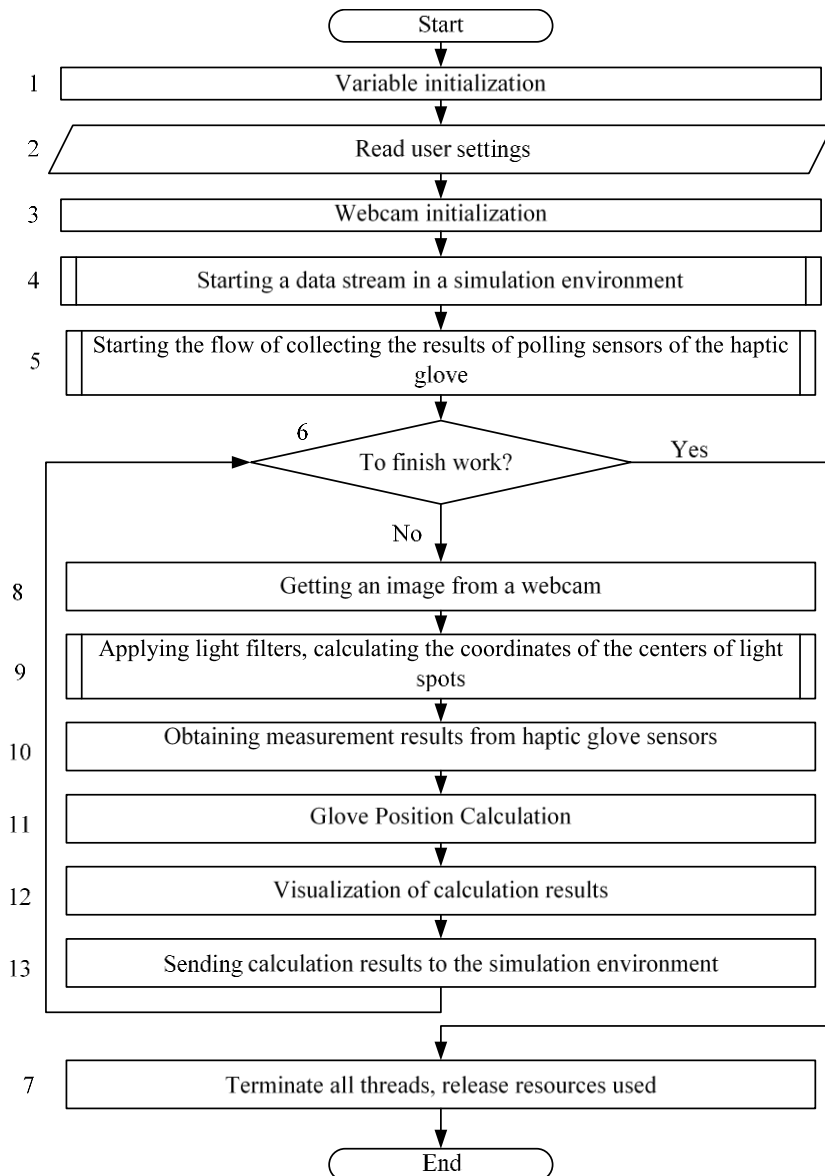 Start
1
Variable initialization
2
Read user settings
3
Webcam initialization
4
Starting a data stream in a simulation environment
5
Starting the flow of collecting the results of polling sensors of the haptic
glove
6
To finish work?
Yes
No
8
Getting an image from a webcam
9
Applying light filters, calculating the coordinates of the centers of light
spots
10
Obtaining measurement results from haptic glove sensors
11
Glove Position Calculation
12
Visualization of calculation results
13
Sending calculation results to the simulation environment
7
Terminate all threads, release resources used
End